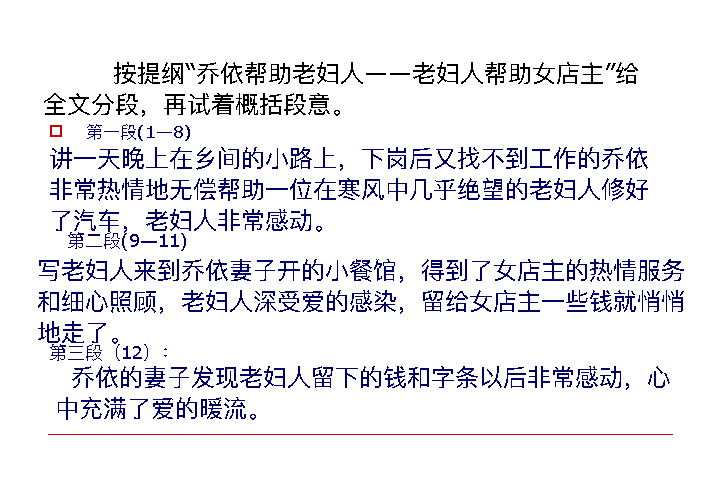 按提纲“乔依帮助老妇人——老妇人帮助女店主”给
全文分段，再试着概括段意。
第一段(1—8)
讲一天晚上在乡间的小路上，下岗后又找不到工作的乔依
非常热情地无偿帮助一位在寒风中几乎绝望的老妇人修好
了汽车，老妇人非常感动。
第二段(9—11)
写老妇人来到乔依妻子开的小餐馆，得到了女店主的热情服务
和细心照顾，老妇人深受爱的感染，留给女店主一些钱就悄悄
地走了。
第三段（12）：
乔依的妻子发现老妇人留下的钱和字条以后非常感动，心
中充满了爱的暖流。